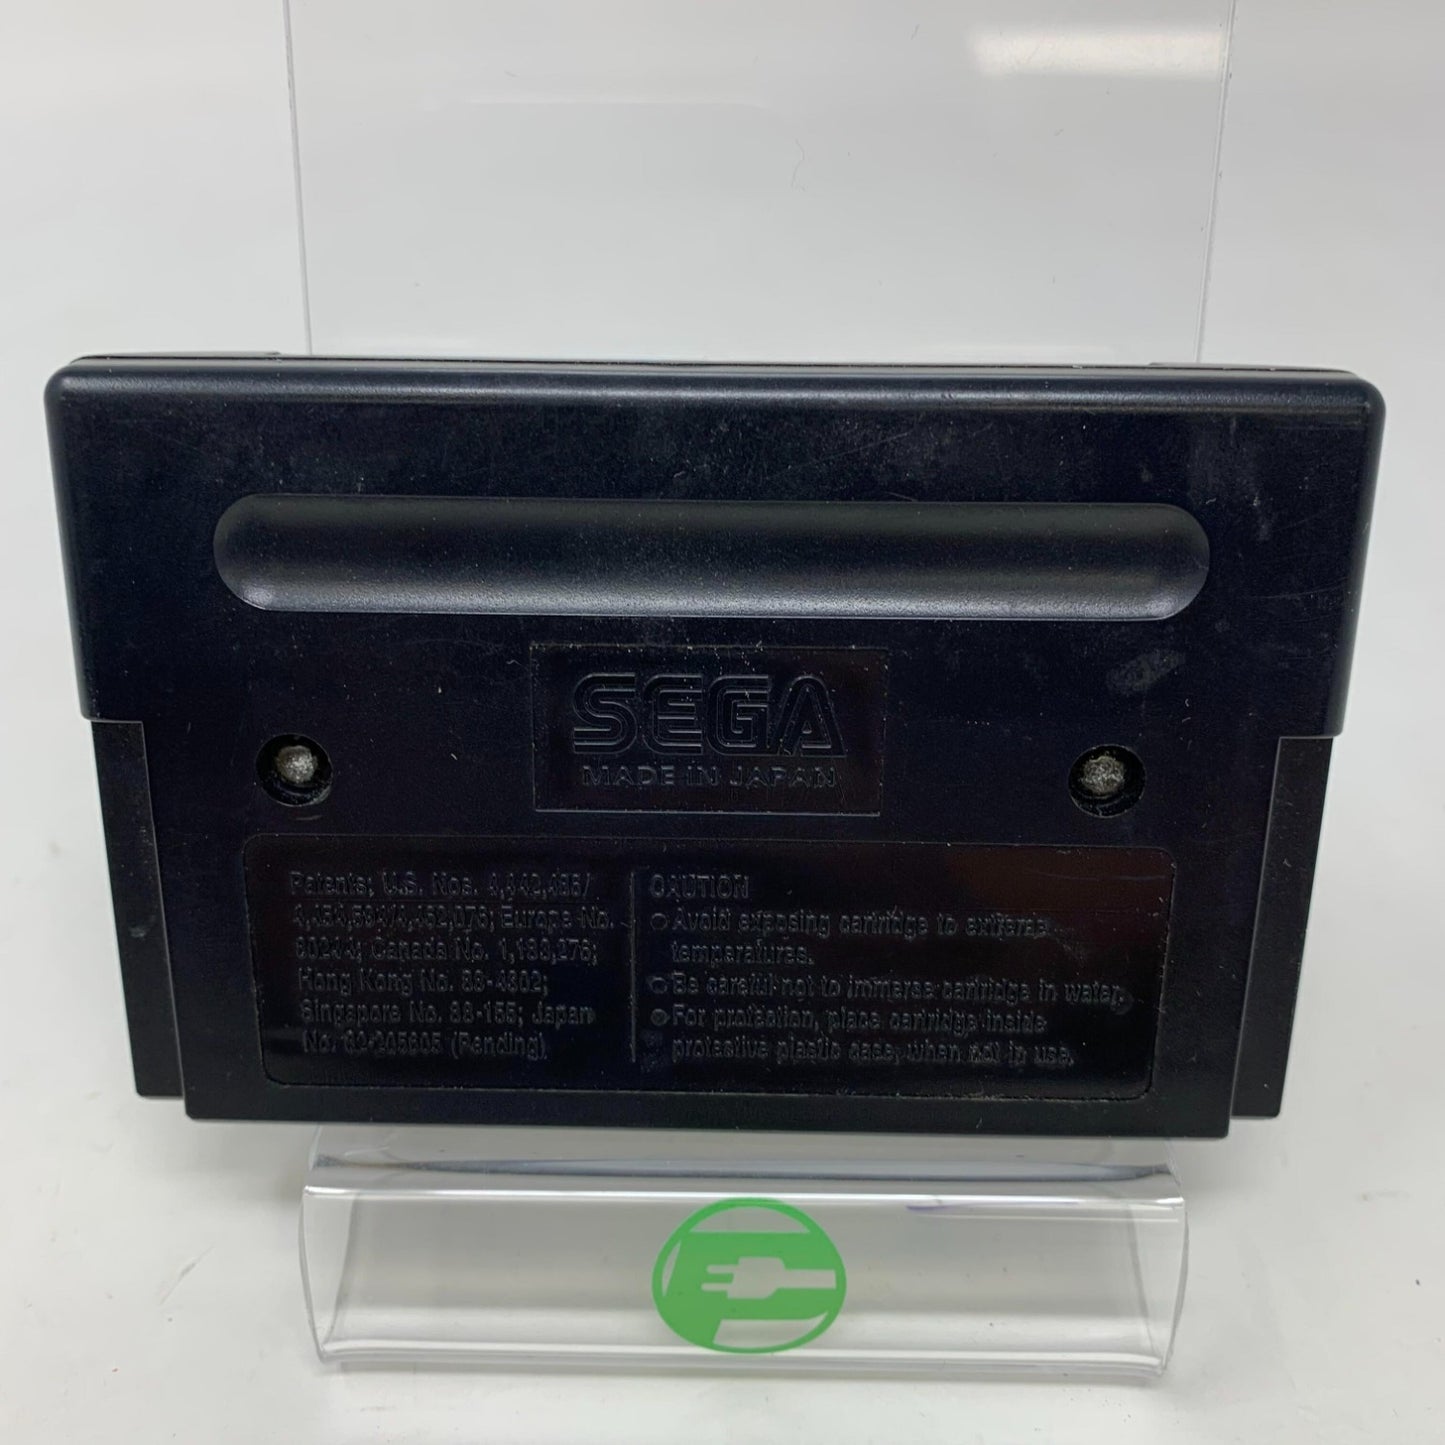 SEGA
MADE IN JAPAN
Patents: U.S. Nos. 4,442,486/
4,454,594/4,462,076; Europe No.
80244; Canada No. 1,183,276;
Hong Kong No. 88-4302;
Singapore No. 88-155; Japan
No. 82-205605 (Pending)
CAUTION
Avoid exposing cartridge to extreme
temperatures.
Be careful not to immerse cartridge in water.
For protection, place cartridge inside
protective plastic case, when not in use.